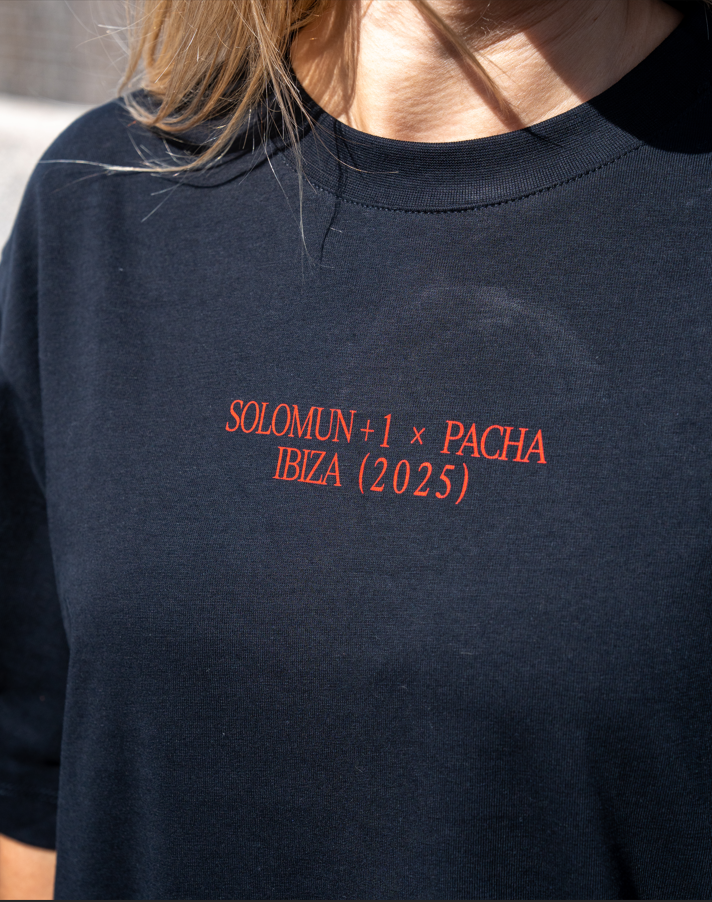 SOLOMUN+1 × PACHA
IBIZA (2025)